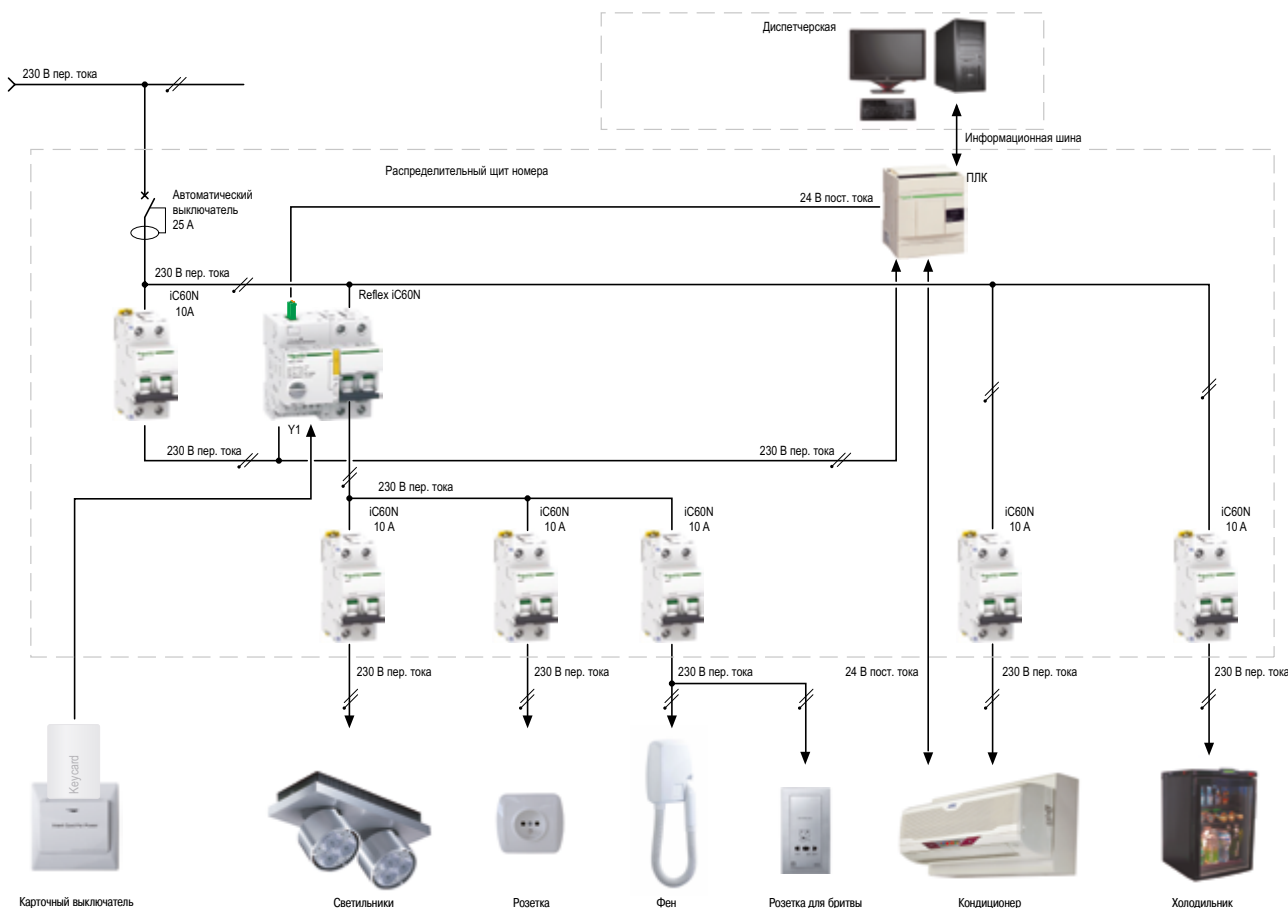 Диспетчерская
230 В пер. тока
Информационная шина
Распределительный щит номера
ПЛК
Автоматический
выключатель
25 А
24 В пост. тока
230 В пер. тока
iC60N
10А
Reflex iC60N
Y1
230 В пер. тока
230 В пер. тока
230 В пер. тока
iC60N
10 А
iC60N
10 А
iC60N
10 А
iC60N
10 А
iC60N
10 А
230 В пер. тока
230 В пер. тока
230 В пер. тока
24 В пост. тока
230 В пер. тока
230 В пер. тока
Keycard
Карточный выключатель
Светильники
Розетка
Фен
Розетка для бритвы
Кондиционер
Холодильник